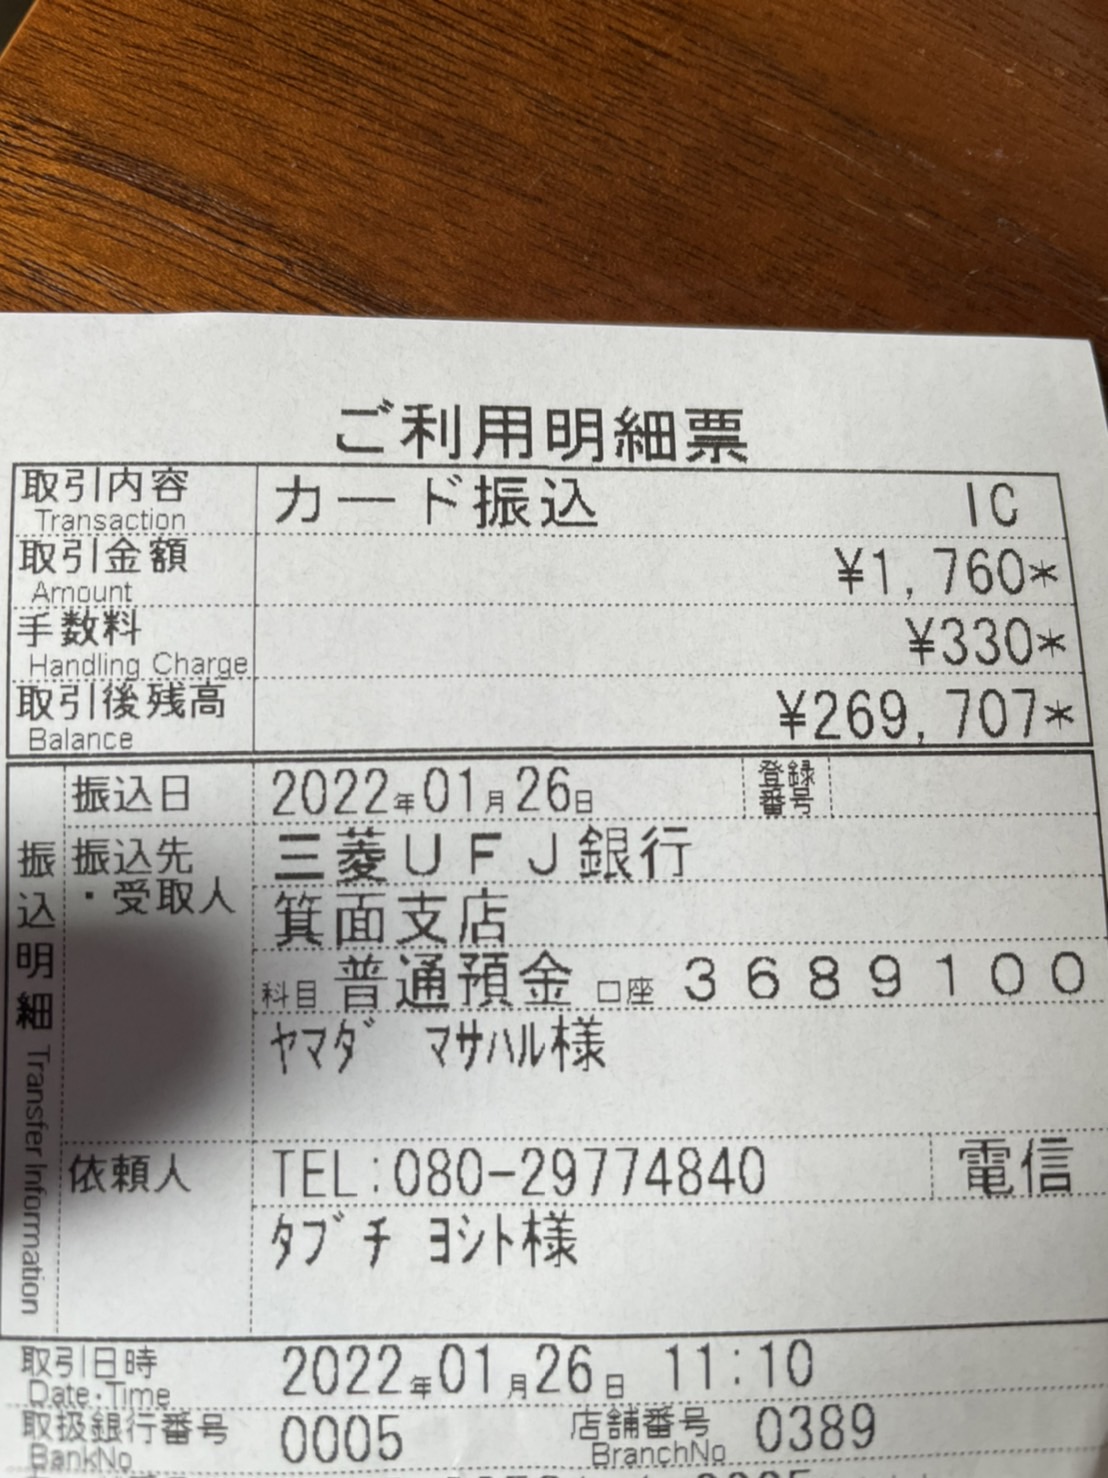 ご利用明細票
取引内容 カード振込 IC
Transaction
取引金額 ¥1,760*
Amount
手数料 ¥330*
Handling Charge
取引後残高 ¥269,707*
Balance
振込明細 Transfer Information
振込日 2022年01月26日 登録番号
振込先・受取人 三菱UFJ銀行
箕面支店
科目 普通預金 口座 3689100
ヤマダ マサハル様
依頼人 TEL:080-29774840 電信
タブチ ヨシト様
取引日時 2022年01月26日 11:10
Date・Time
取扱銀行番号 0005 店舗番号 0389
BankNo BranchNo